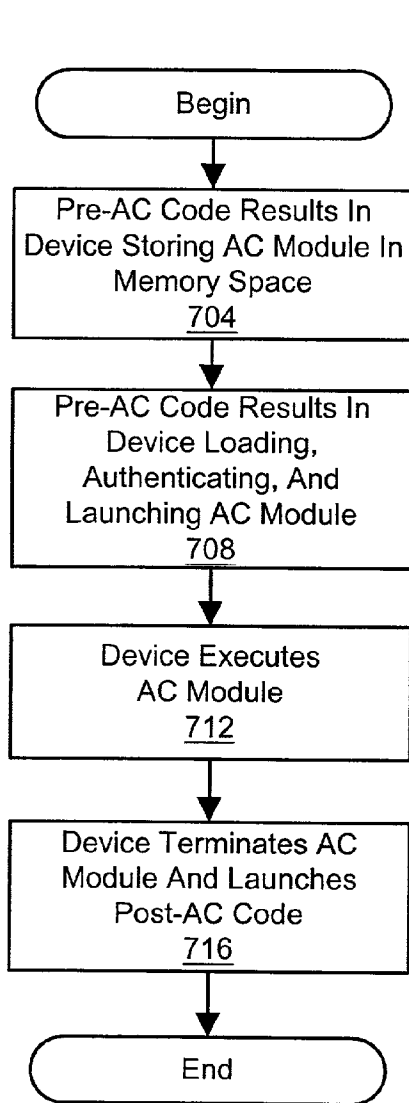 Begin
Pre-AC Code Results In
Device Storing AC Module In
Memory Space
704
Pre-AC Code Results In
Device Loading,
Authenticating, And
Launching AC Module
708
Device Executes
AC Module
712
Device Terminates AC
Module And Launches
Post-AC Code
716
End